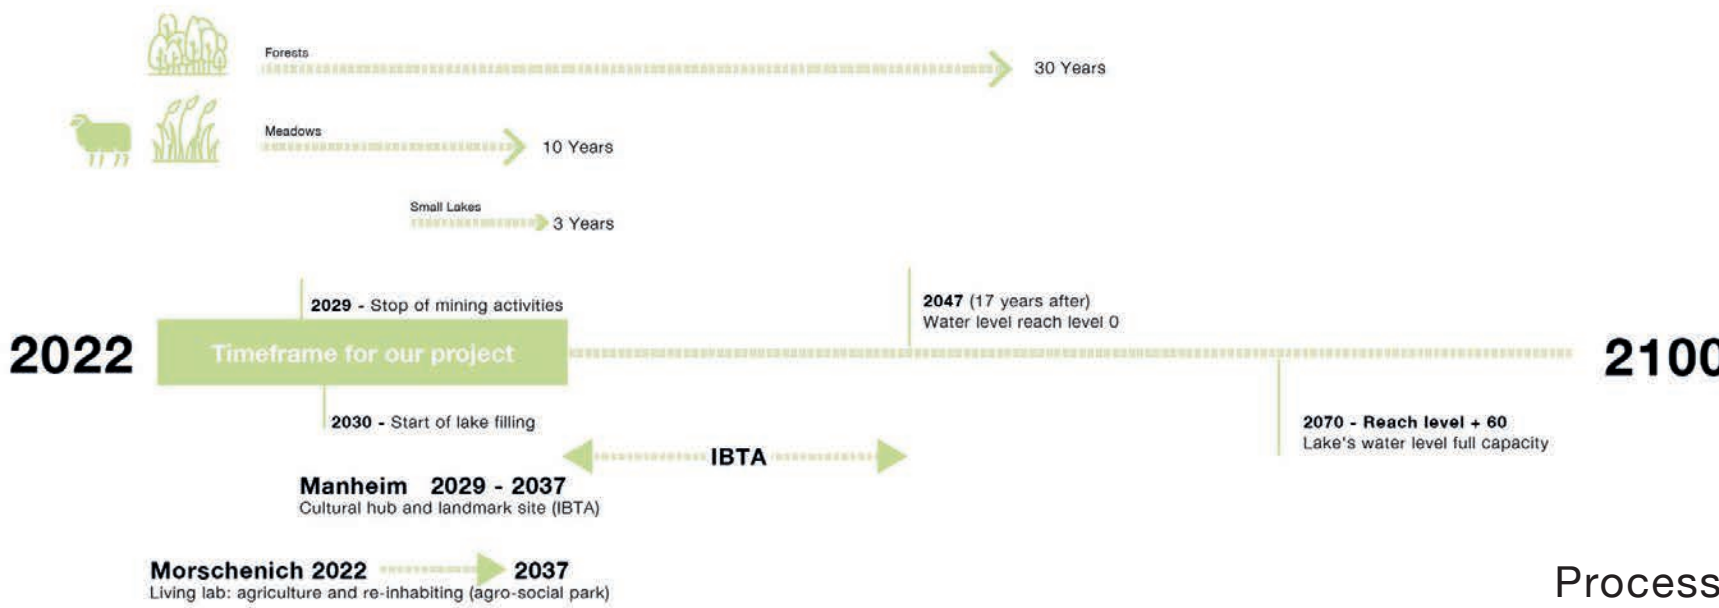 Forests
30 Years
Meadows
10 Years
Small Lakes
3 Years
2029 - Stop of mining activities
2047 (17 years after)
Water level reach level 0
2022
Timeframe for our project
2100
2030 - Start of lake filling
2070 - Reach level + 60
Lake's water level full capacity
IBTA
Manheim 2029 - 2037
Cultural hub and landmark site (IBTA)
Morschenich 2022 2037
Living lab: agriculture and re-inhabiting (agro-social park)
Process